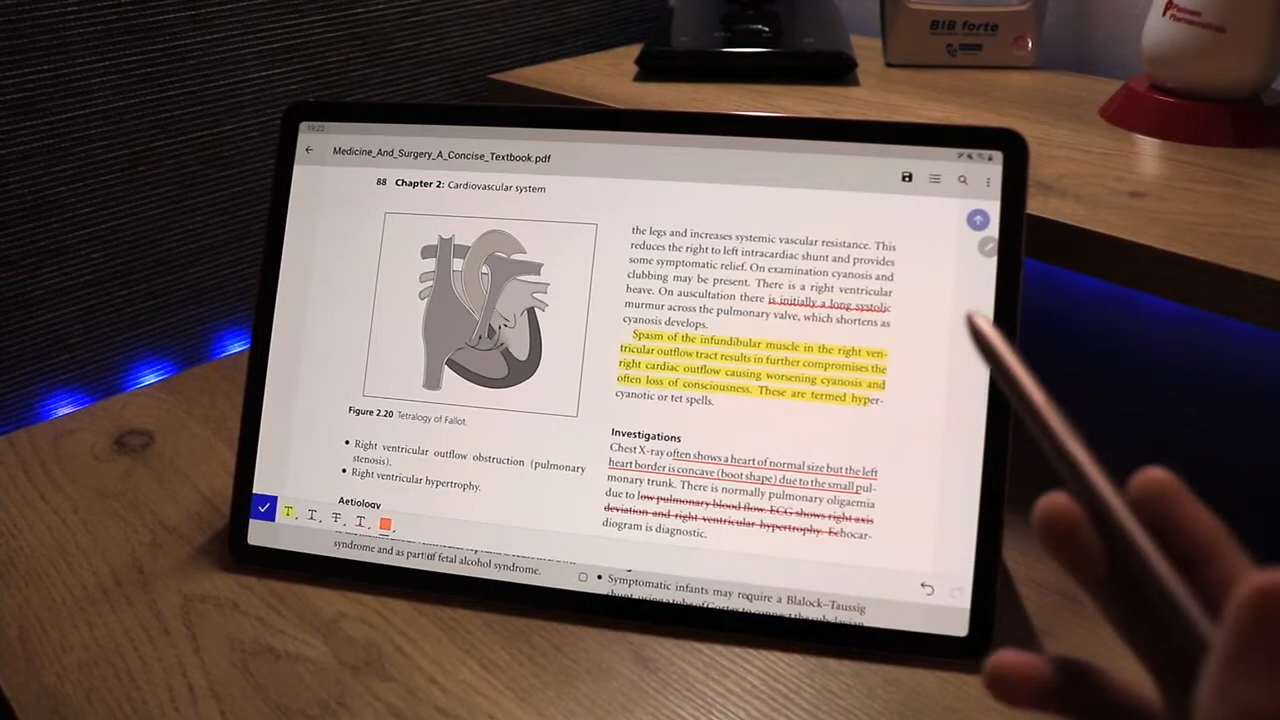 BIB forte
Pharmaceuticals
19:22
Medicine_And_Surgery_A_Concise_Textbook.pdf
88 Chapter 2: Cardiovascular system
Figure 2.20 Tetralogy of Fallot.
• Right ventricular outflow obstruction (pulmonary
stenosis).
• Right ventricular hypertrophy.
Aetiology
syndrome and as part of fetal alcohol syndrome.
the legs and increases systemic vascular resistance. This
reduces the right to left intracardiac shunt and provides
some symptomatic relief. On examination cyanosis and
clubbing may be present. There is a right ventricular
heave. On auscultation there is initially a long systolic
murmur across the pulmonary valve, which shortens as
cyanosis develops.
Spasm of the infundibular muscle in the right ven-
tricular outflow tract results in further compromises the
right cardiac outflow causing worsening cyanosis and
often loss of consciousness. These are termed hyper-
cyanotic or tet spells.
Investigations
Chest X-ray often shows a heart of normal size but the left
heart border is concave (boot shape) due to the small pul-
monary trunk. There is normally pulmonary oligaemia
due to low pulmonary blood flow. ECG shows right axis
deviation and right ventricular hypertrophy. Echocar-
diogram is diagnostic.
• Symptomatic infants may require a Blalock–Taussig
T T T T